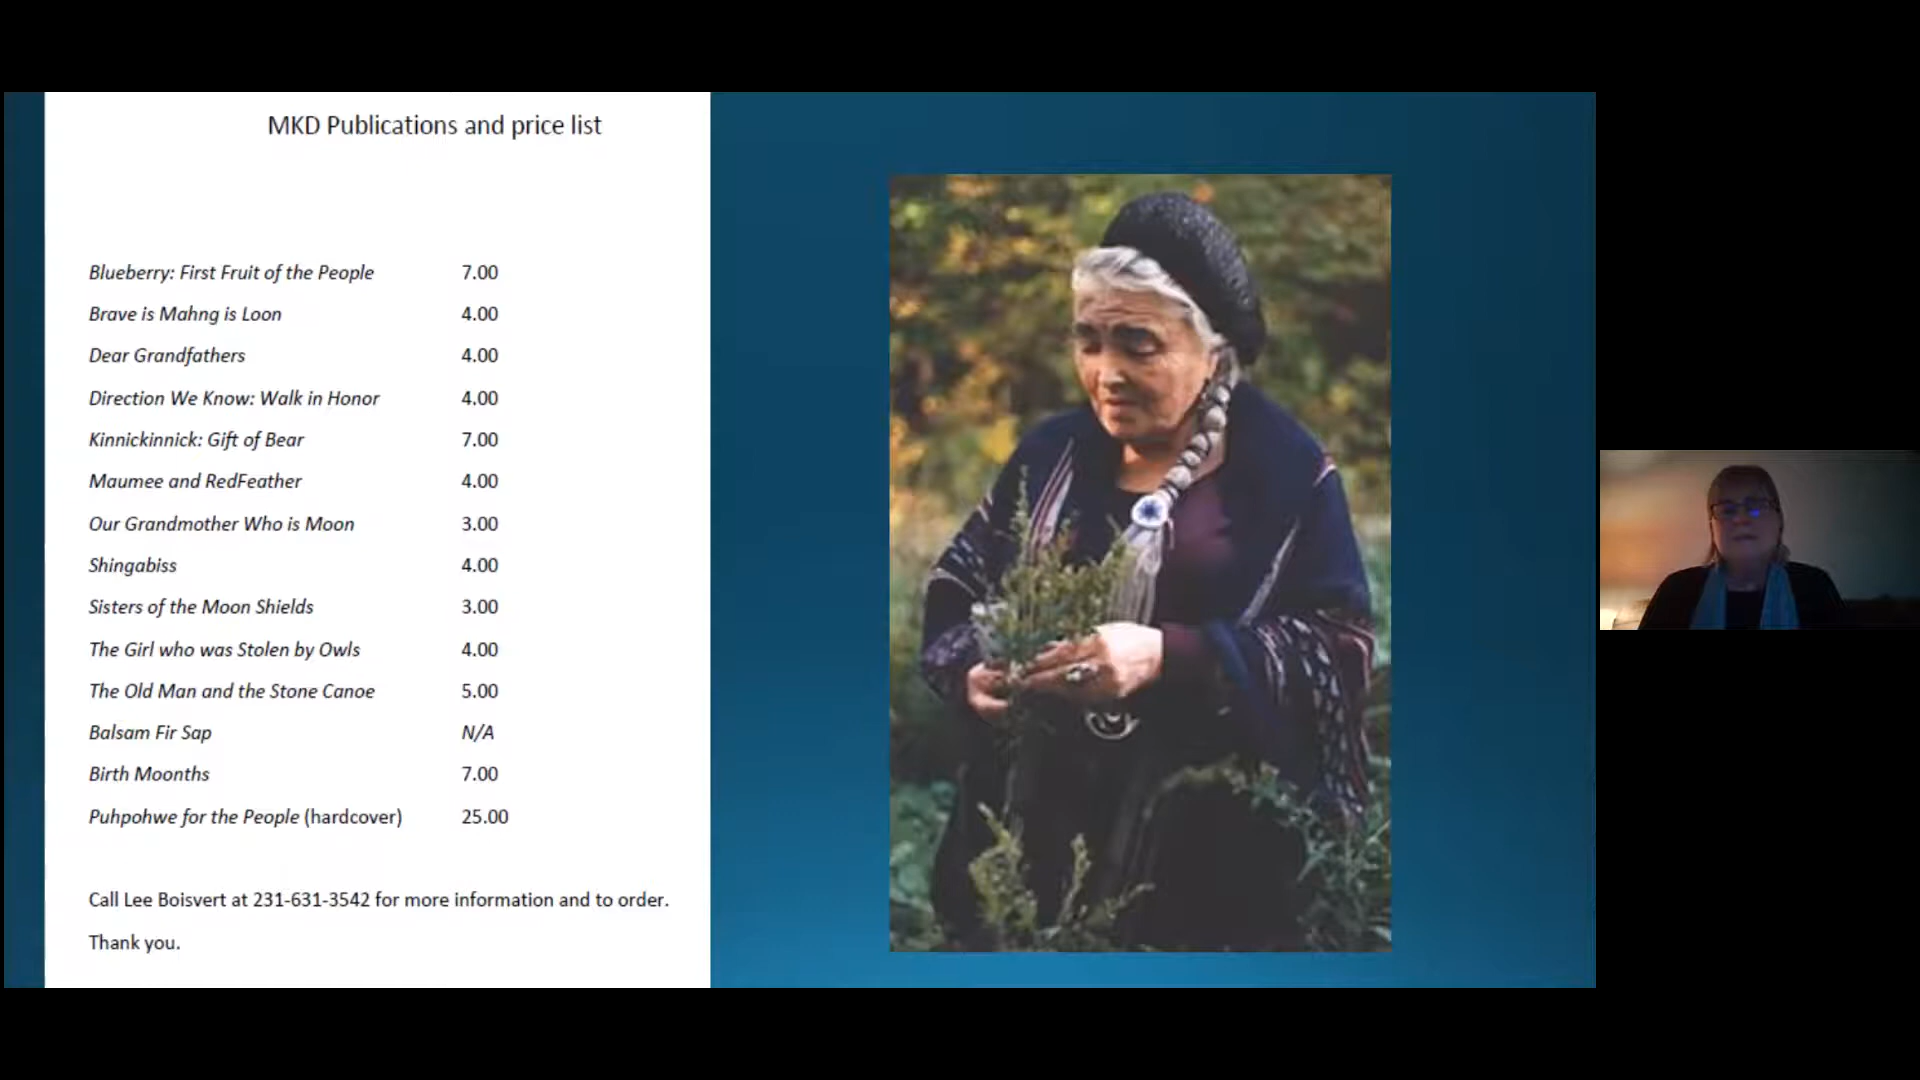 MKD Publications and price list
Blueberry: First Fruit of the People 7.00
Brave is Mahng is Loon 4.00
Dear Grandfathers 4.00
Direction We Know: Walk in Honor 4.00
Kinnickinnick: Gift of Bear 7.00
Maumee and RedFeather 4.00
Our Grandmother Who is Moon 3.00
Shingabiss 4.00
Sisters of the Moon Shields 3.00
The Girl who was Stolen by Owls 4.00
The Old Man and the Stone Canoe 5.00
Balsam Fir Sap N/A
Birth Moonths 7.00
Puhpohwe for the People (hardcover) 25.00
Call Lee Boisvert at 231-631-3542 for more information and to order.
Thank you.